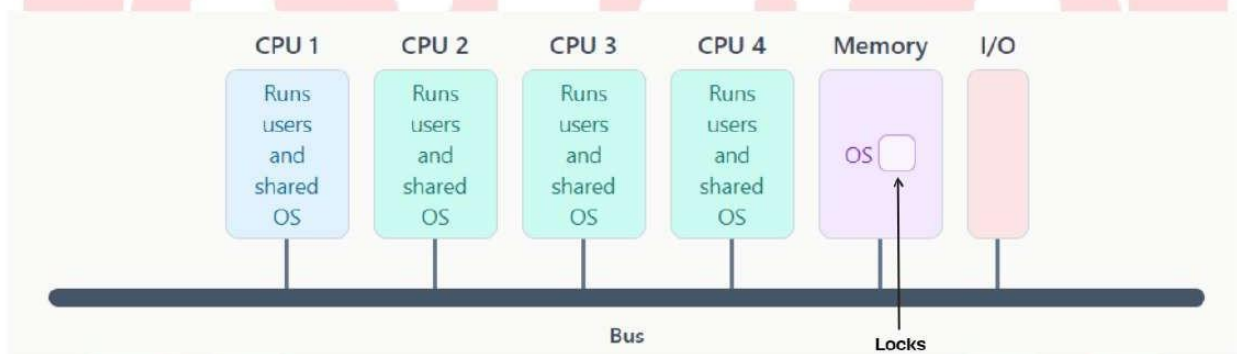 CPU 1 CPU 2 CPU 3 CPU 4 Memory I/O
Runs
users
and
shared
OS
Runs
users
and
shared
OS
Runs
users
and
shared
OS
Runs
users
and
shared
OS
OS
Bus
Locks